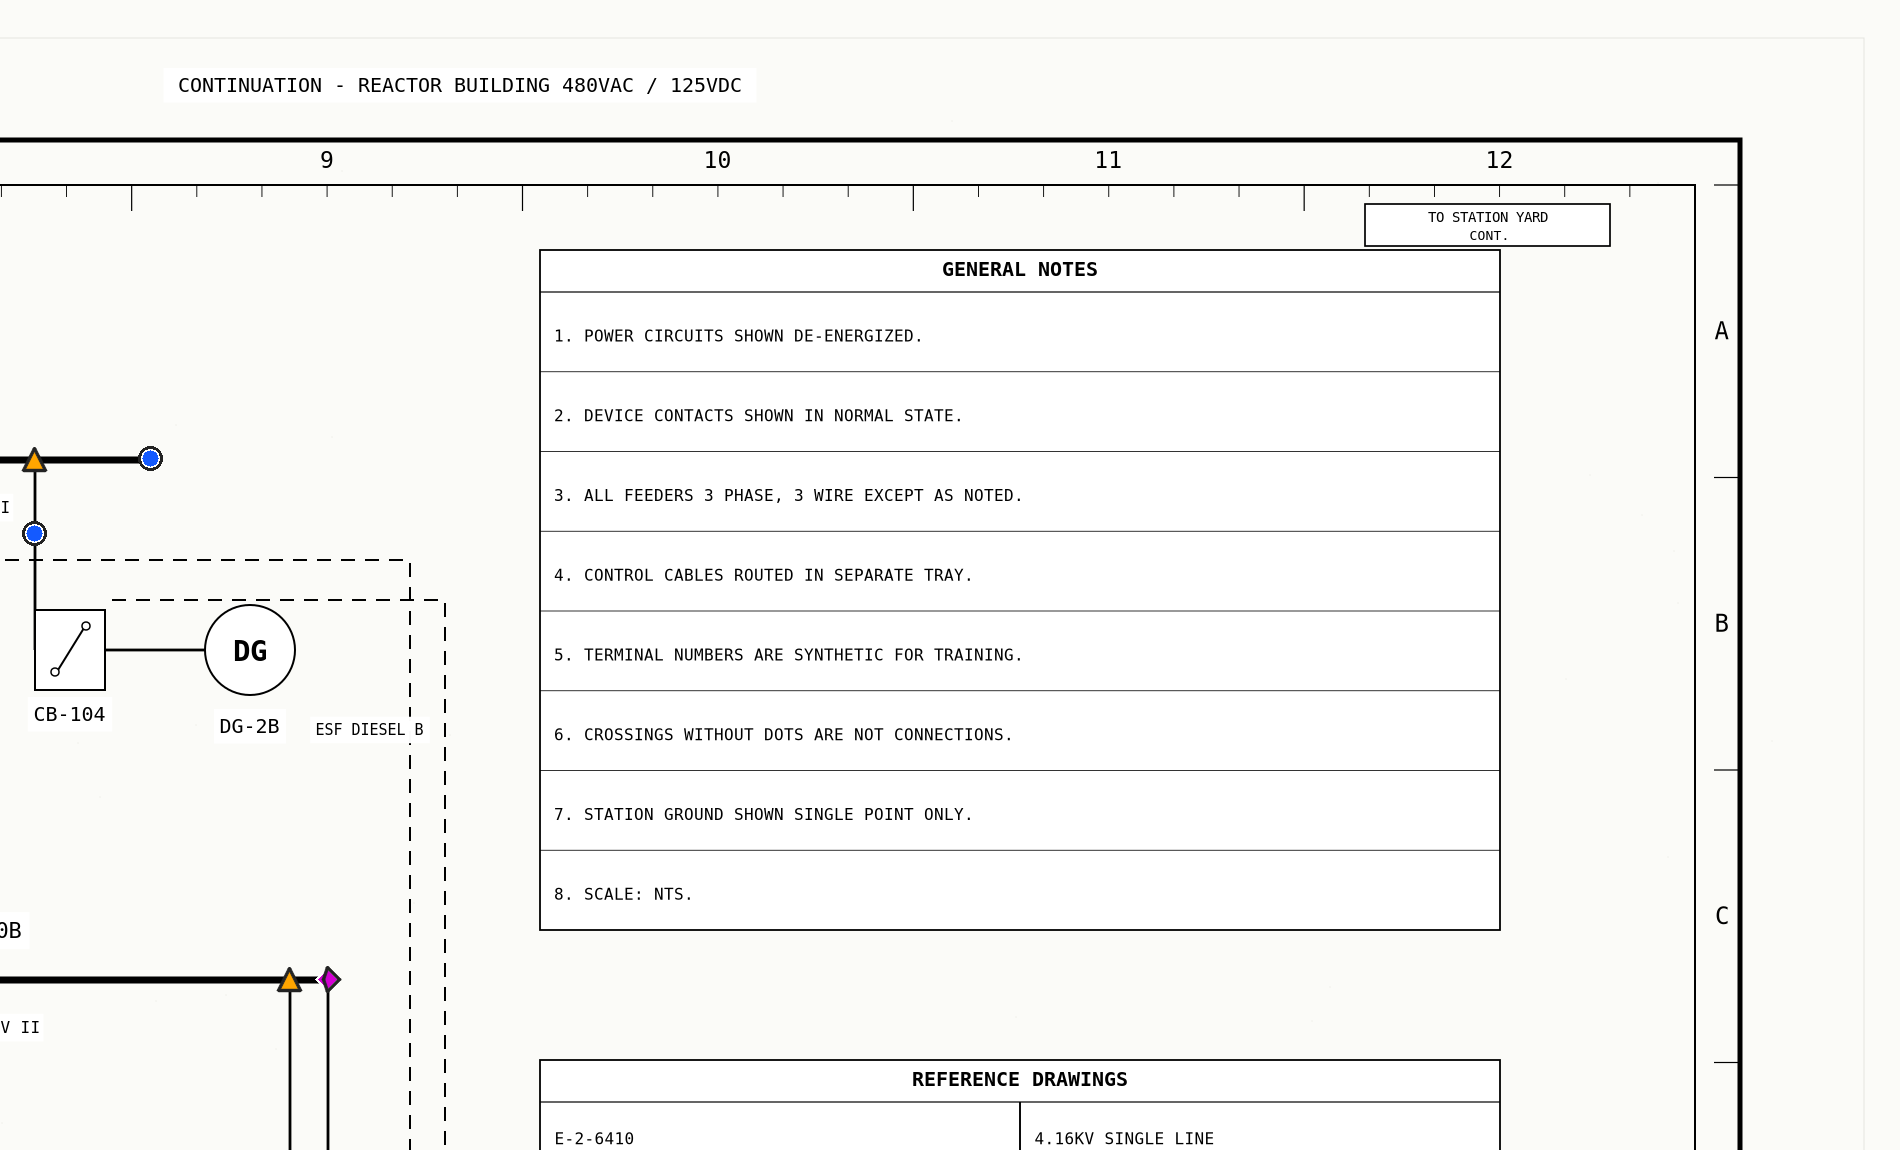 CONTINUATION - REACTOR BUILDING 480VAC / 125VDC
9 10 11 12
TO STATION YARD
CONT.
GENERAL NOTES
1. POWER CIRCUITS SHOWN DE-ENERGIZED.
A
2. DEVICE CONTACTS SHOWN IN NORMAL STATE.
3. ALL FEEDERS 3 PHASE, 3 WIRE EXCEPT AS NOTED.
I
4. CONTROL CABLES ROUTED IN SEPARATE TRAY.
B
DG
5. TERMINAL NUMBERS ARE SYNTHETIC FOR TRAINING.
CB-104
DG-2B
ESF DIESEL B
6. CROSSINGS WITHOUT DOTS ARE NOT CONNECTIONS.
7. STATION GROUND SHOWN SINGLE POINT ONLY.
8. SCALE: NTS.
C
0B
V II
REFERENCE DRAWINGS
E-2-6410 4.16KV SINGLE LINE